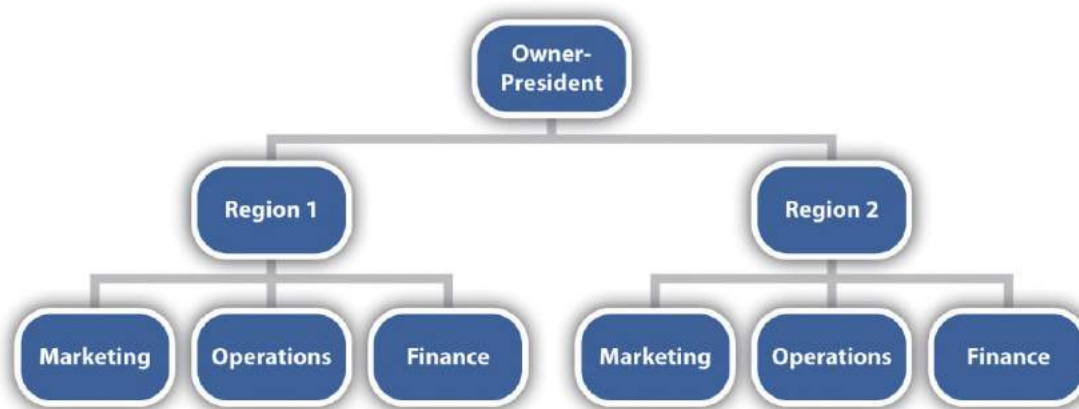 Owner-
President
Region 1
Region 2
Marketing
Operations
Finance
Marketing
Operations
Finance